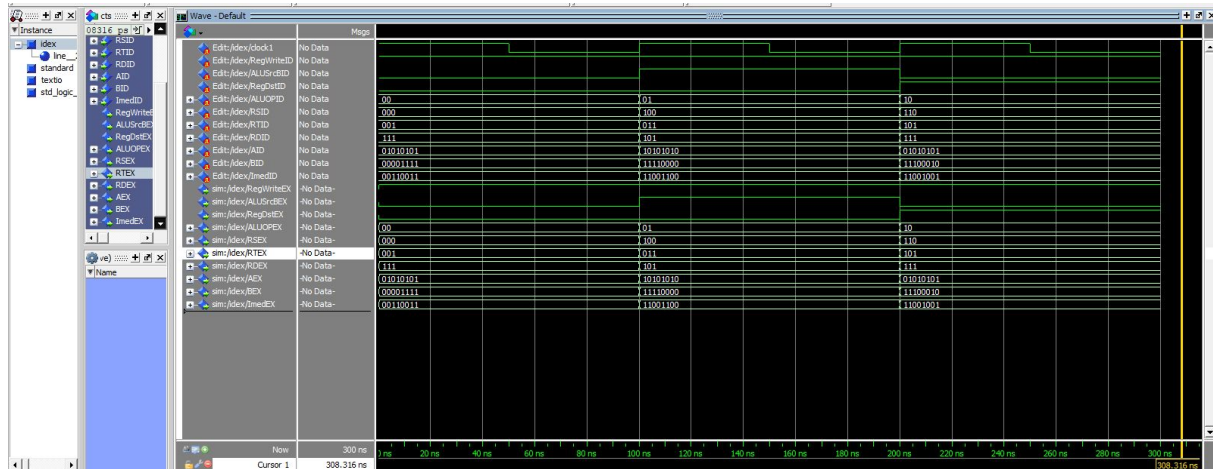 Instance
idex
line__
standard
textio
std_logic_
cts
08316 ps
RSID
RTID
RDID
AID
BID
ImedID
RegWriteE
ALUSrcBE
RegDstEX
ALUOPEX
RSEX
RTEX
RDEX
AEX
BEX
ImedEX
ve)
Name
Wave - Default
Msgs
Edit:/idex/clock1 No Data
Edit:/idex/RegWriteID No Data
Edit:/idex/ALUSrcBID No Data
Edit:/idex/RegDstID No Data
Edit:/idex/ALUOPID No Data 00 01 10
Edit:/idex/RSID No Data 000 100 110
Edit:/idex/RTID No Data 001 011 101
Edit:/idex/RDID No Data 111 101 111
Edit:/idex/AID No Data 01010101 10101010 01010101
Edit:/idex/BID No Data 00001111 11110000 11100010
Edit:/idex/ImedID No Data 00110011 11001100 11001001
sim:/idex/RegWriteEX -No Data-
sim:/idex/ALUSrcBEX -No Data-
sim:/idex/RegDstEX -No Data-
sim:/idex/ALUOPEX -No Data- 00 01 10
sim:/idex/RSEX -No Data- 000 100 110
sim:/idex/RTEX -No Data- 001 011 101
sim:/idex/RDEX -No Data- 111 101 111
sim:/idex/AEX -No Data- 01010101 10101010 01010101
sim:/idex/BEX -No Data- 00001111 11110000 11100010
sim:/idex/ImedEX -No Data- 00110011 11001100 11001001
Now 300 ns ns 20 ns 40 ns 60 ns 80 ns 100 ns 120 ns 140 ns 160 ns 180 ns 200 ns 220 ns 240 ns 260 ns 280 ns 300 ns
Cursor 1 308.316 ns 308.316 ns